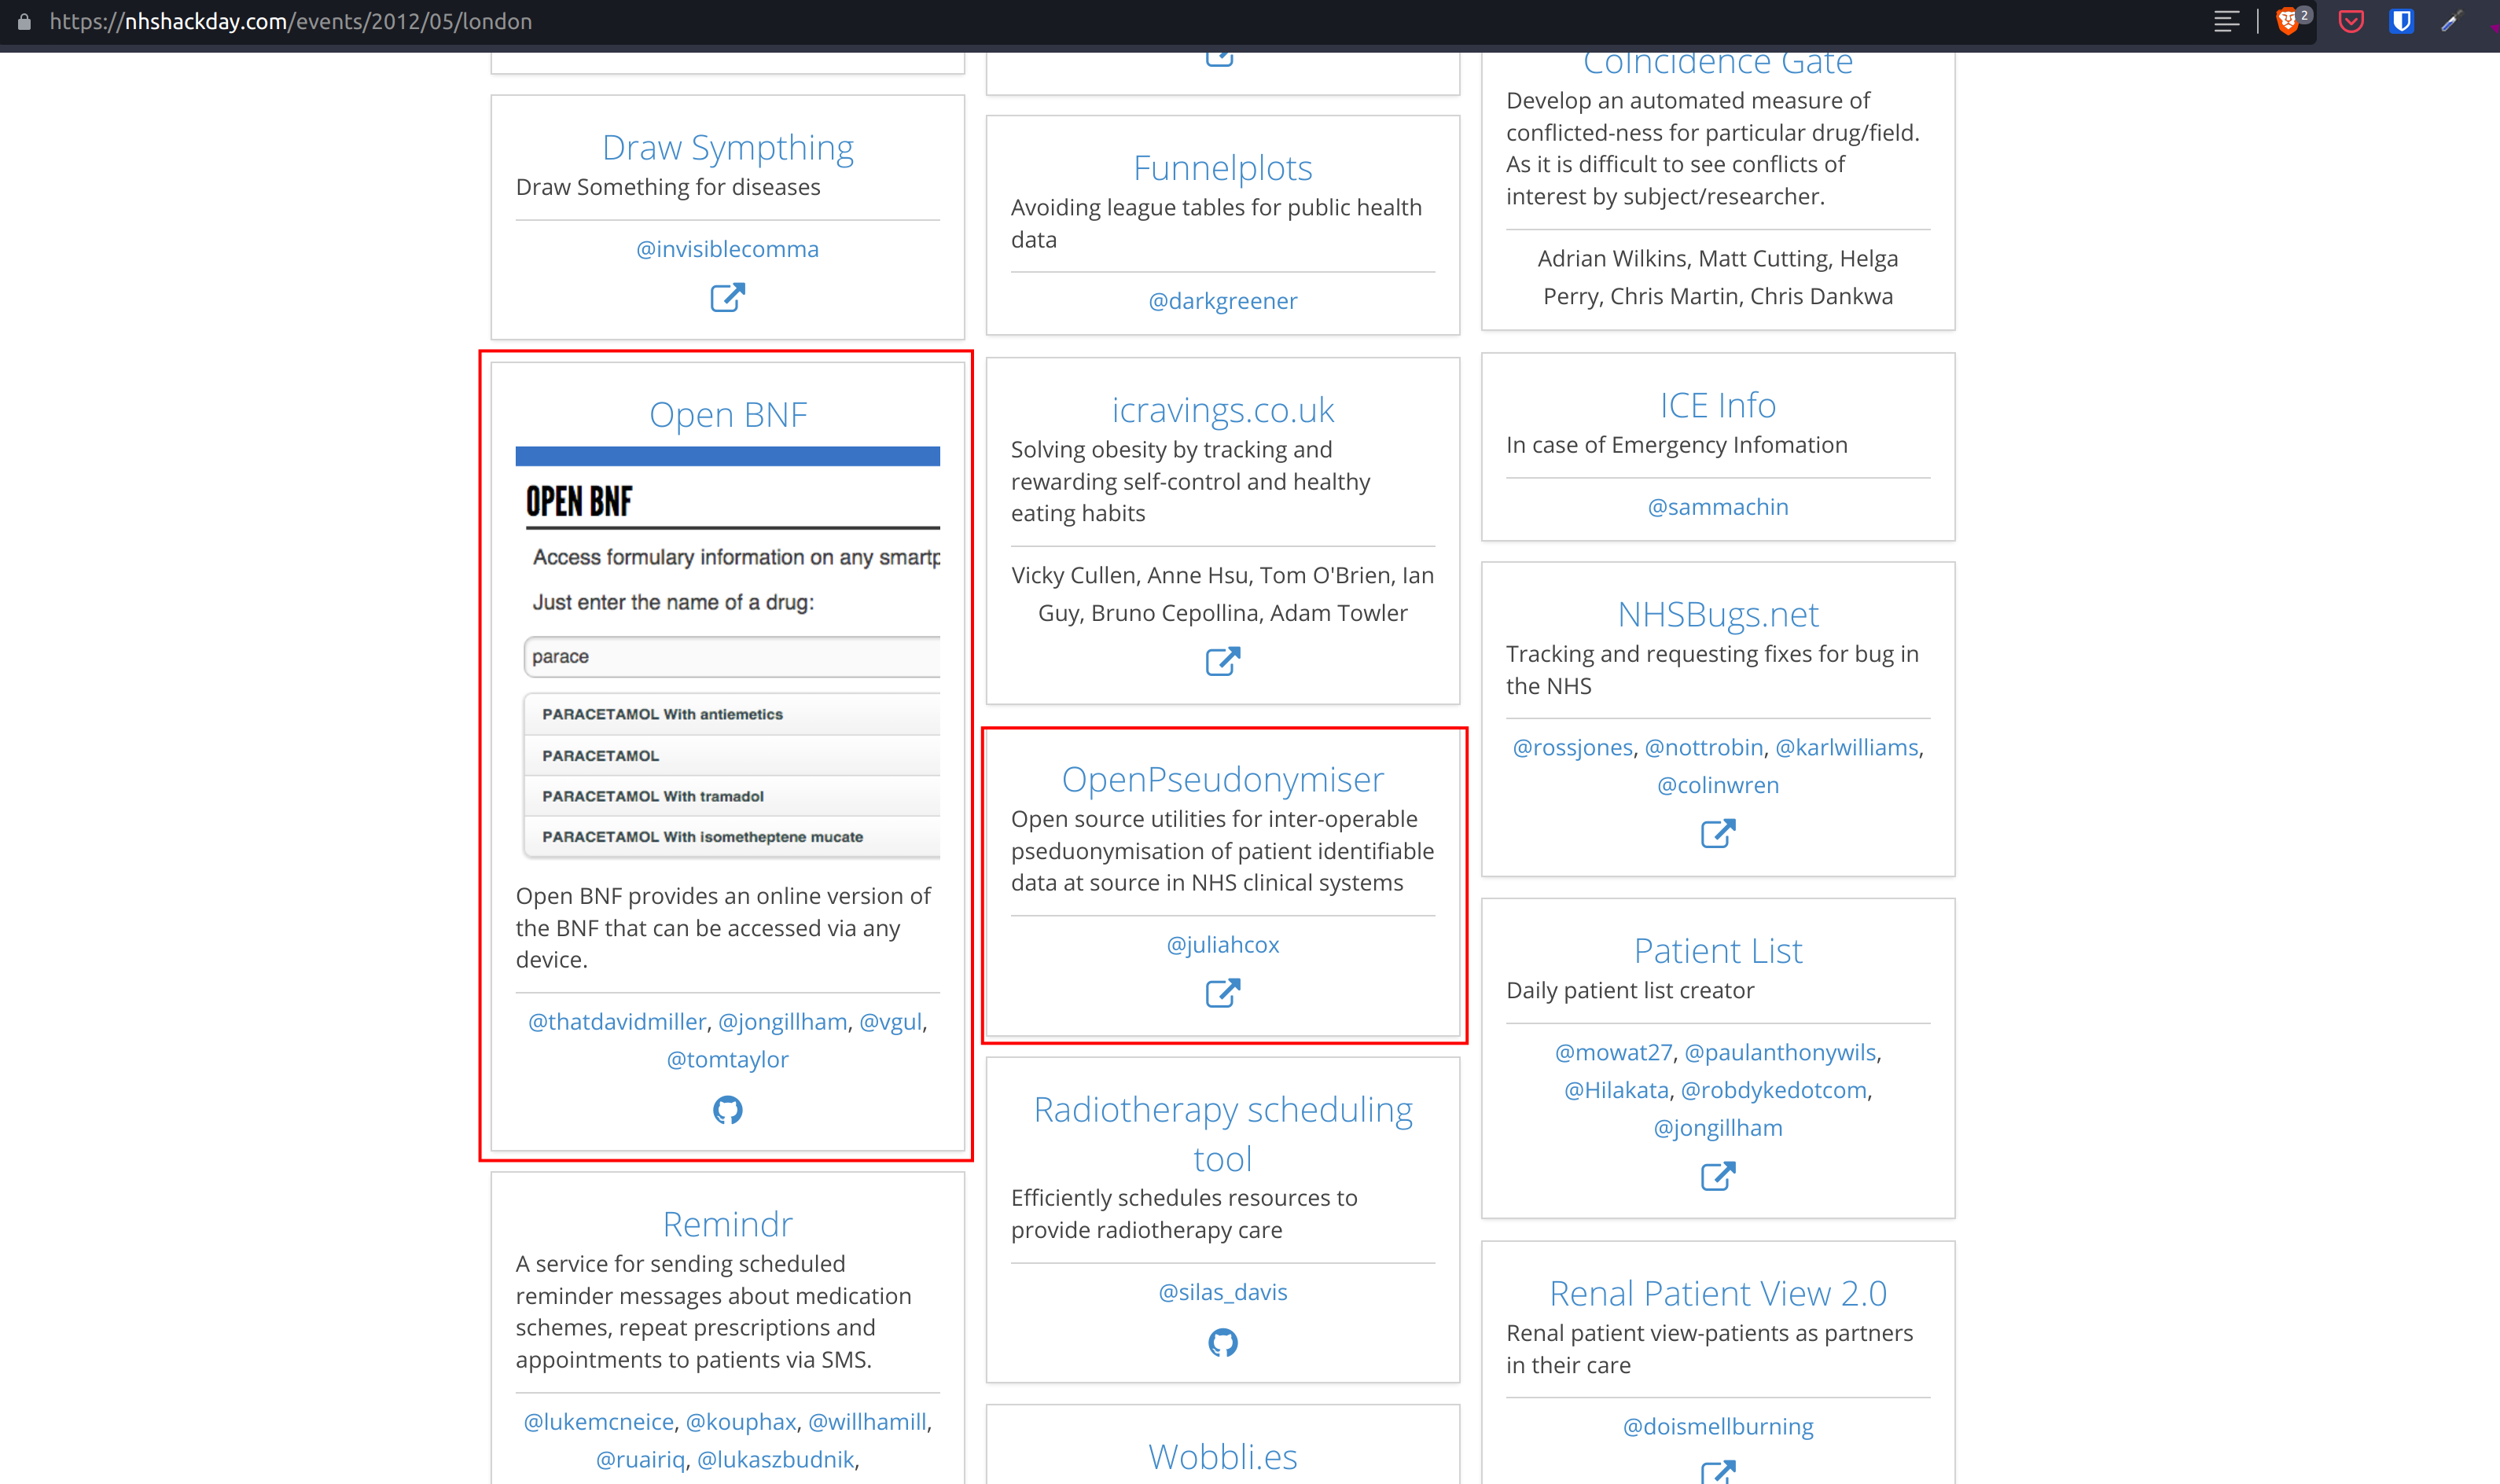 https://nhshackday.com/events/2012/05/london
2
Draw Sympthing
Draw Something for diseases
@invisiblecomma
Open BNF
OPEN BNF
Access formulary information on any smartp
Just enter the name of a drug:
parace
PARACETAMOL With antiemetics
PARACETAMOL
PARACETAMOL With tramadol
PARACETAMOL With isometheptene mucate
Open BNF provides an online version of
the BNF that can be accessed via any
device.
@thatdavidmiller, @jongillham, @vgul,
@tomtaylor
Remindr
A service for sending scheduled
reminder messages about medication
schemes, repeat prescriptions and
appointments to patients via SMS.
@lukemcneice, @kouphax, @willhamill,
@ruairiq, @lukaszbudnik,
Funnelplots
Avoiding league tables for public health
data
@darkgreener
icravings.co.uk
Solving obesity by tracking and
rewarding self-control and healthy
eating habits
Vicky Cullen, Anne Hsu, Tom O'Brien, Ian
Guy, Bruno Cepollina, Adam Towler
OpenPseudonymiser
Open source utilities for inter-operable
pseduonymisation of patient identifiable
data at source in NHS clinical systems
@juliahcox
Radiotherapy scheduling
tool
Efficiently schedules resources to
provide radiotherapy care
@silas_davis
Wobbli.es
CoIncidence Gate
Develop an automated measure of
conflicted-ness for particular drug/field.
As it is difficult to see conflicts of
interest by subject/researcher.
Adrian Wilkins, Matt Cutting, Helga
Perry, Chris Martin, Chris Dankwa
ICE Info
In case of Emergency Infomation
@sammachin
NHSBugs.net
Tracking and requesting fixes for bug in
the NHS
@rossjones, @nottrobin, @karlwilliams,
@colinwren
Patient List
Daily patient list creator
@mowat27, @paulanthonywils,
@Hilakata, @robdykedotcom,
@jongillham
Renal Patient View 2.0
Renal patient view-patients as partners
in their care
@doismellburning